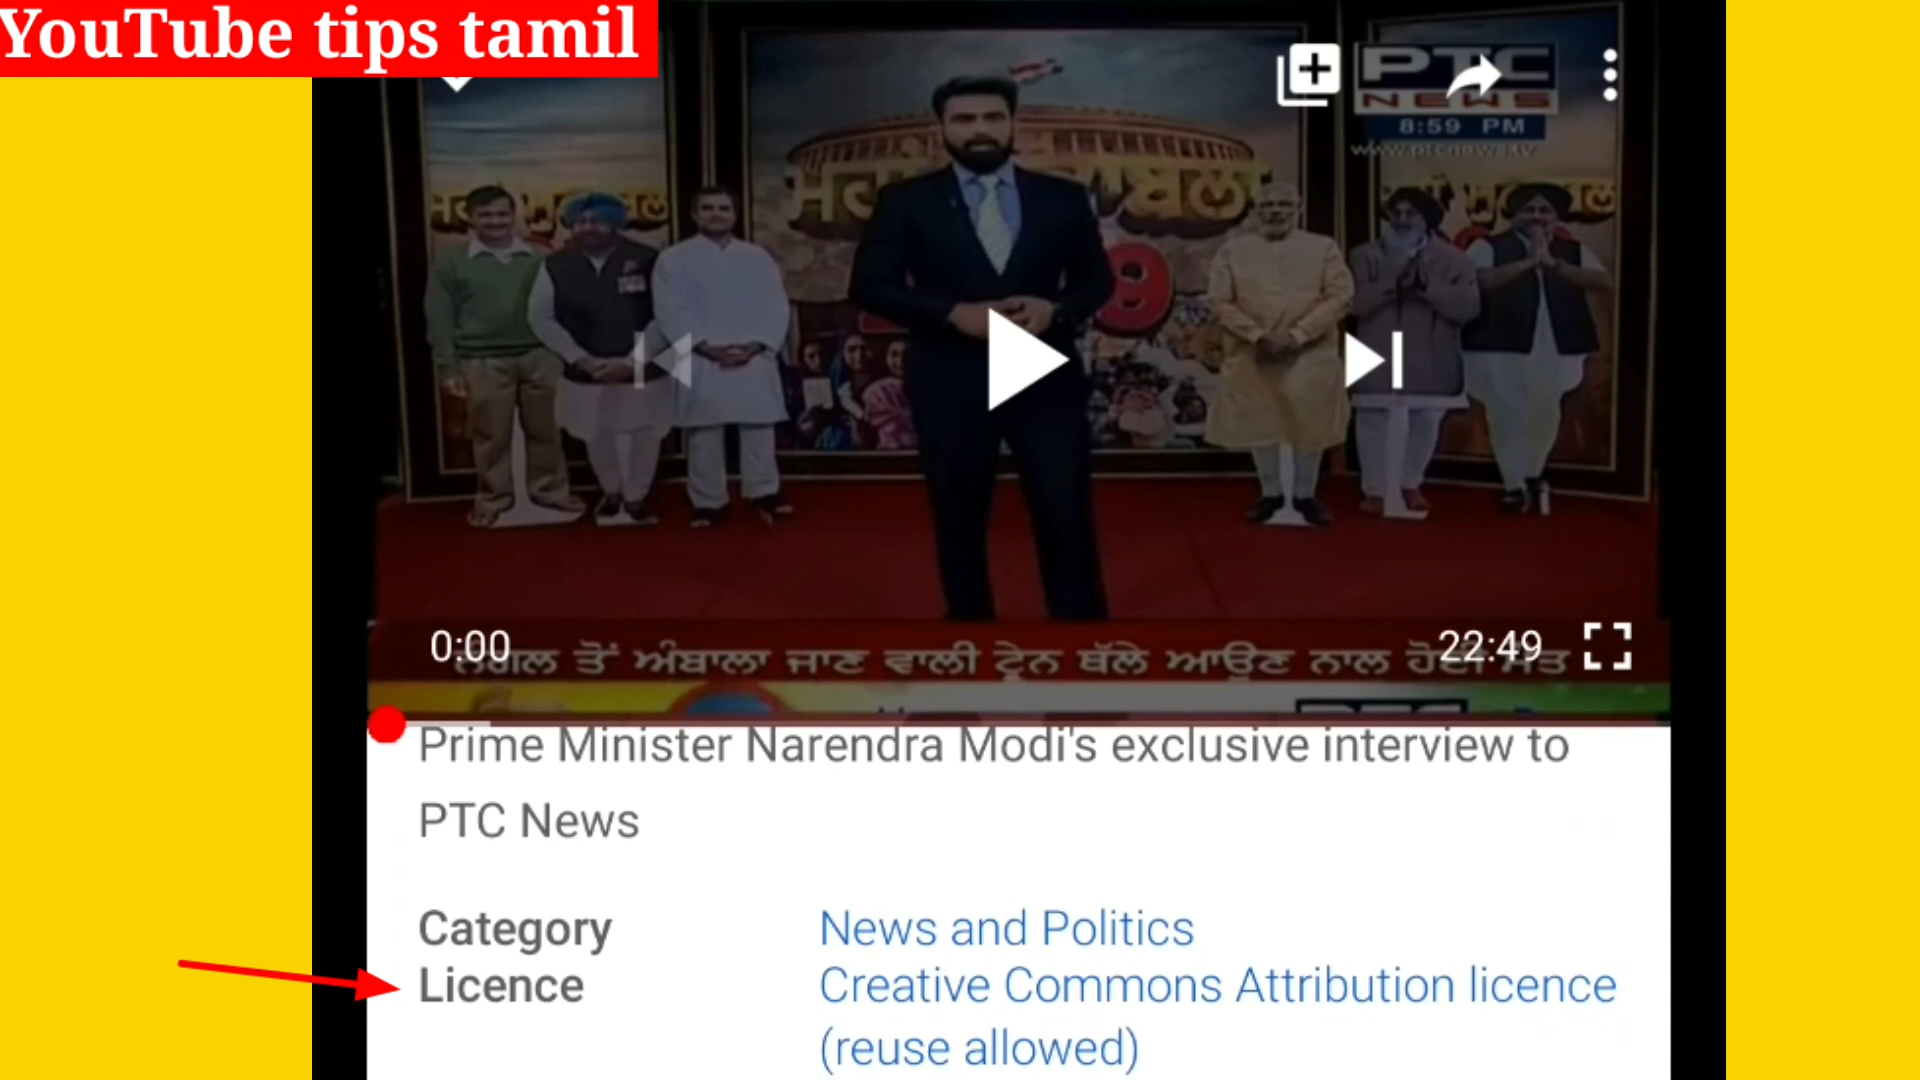 YouTube tips tamil
PTC
NEWS
8:59 PM
www.ptcnews.tv
0:00
22:49
ਤੋਂ ਅੰਬਾਲਾ ਜਾਣ ਵਾਲੀ ਟ੍ਰੇਨ ਥੱਲੇ ਆਉਣ ਨਾਲ ਹੋਈ ਮੌਤ
Prime Minister Narendra Modi's exclusive interview to
PTC News
Category News and Politics
Licence Creative Commons Attribution licence
(reuse allowed)